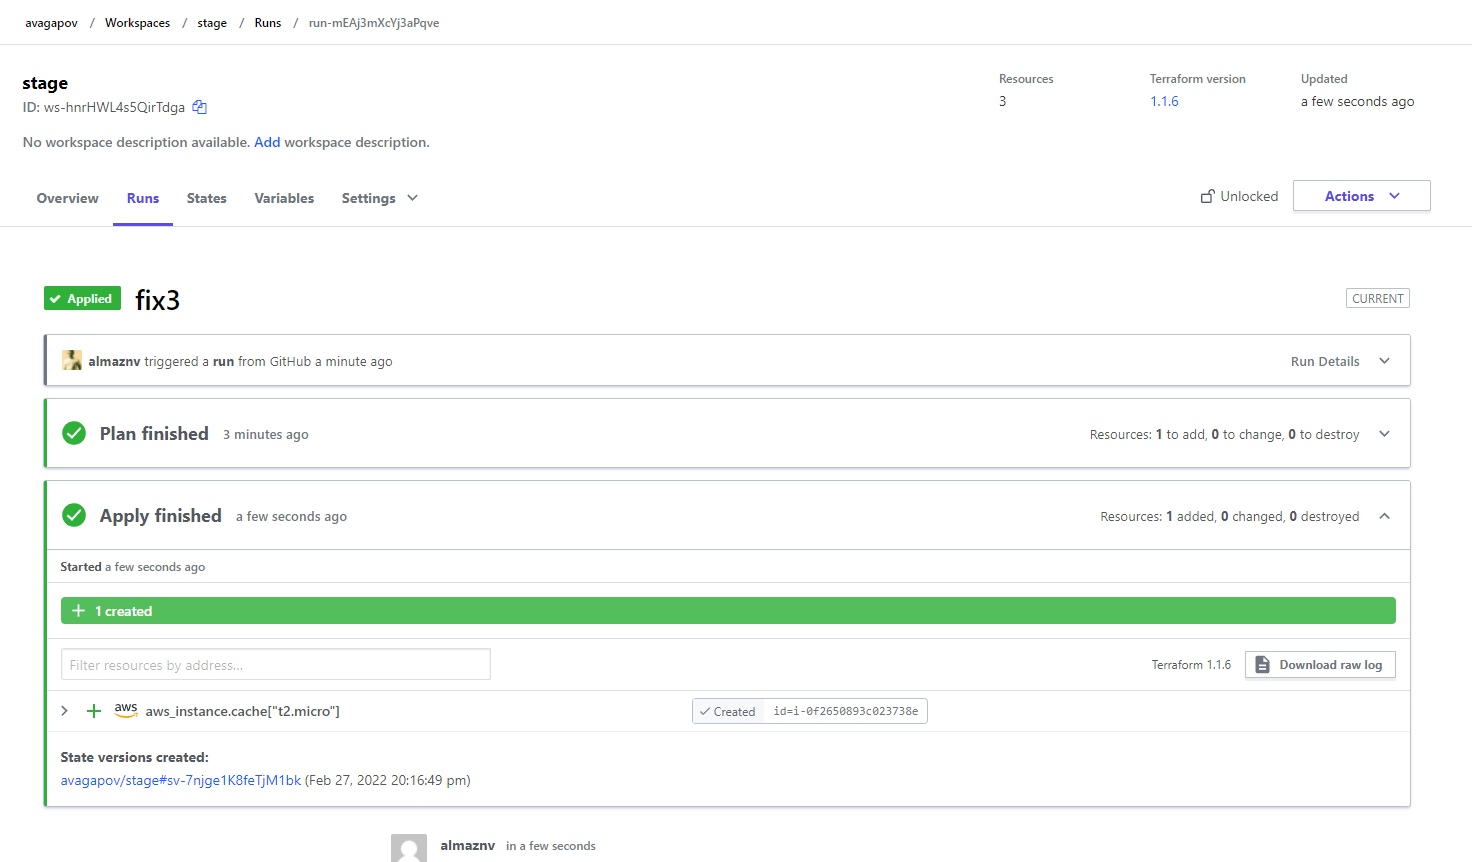 avagapov / Workspaces / stage / Runs / run-mEAj3mXcYj3aPqve
stage
ID: ws-hnrHWL4s5QirTdga
No workspace description available. Add workspace description.
Resources
3
Terraform version
1.1.6
Updated
a few seconds ago
Overview Runs States Variables Settings
Unlocked
Actions
Applied fix3
CURRENT
almaznv triggered a run from GitHub a minute ago
Run Details
Plan finished 3 minutes ago
Resources: 1 to add, 0 to change, 0 to destroy
Apply finished a few seconds ago
Resources: 1 added, 0 changed, 0 destroyed
Started a few seconds ago
+ 1 created
Filter resources by address...
Terraform 1.1.6
Download raw log
aws aws_instance.cache["t2.micro"]
Created id=i-0f2650893c023738e
State versions created:
avagapov/stage#sv-7njge1K8feTjM1bk (Feb 27, 2022 20:16:49 pm)
almaznv in a few seconds